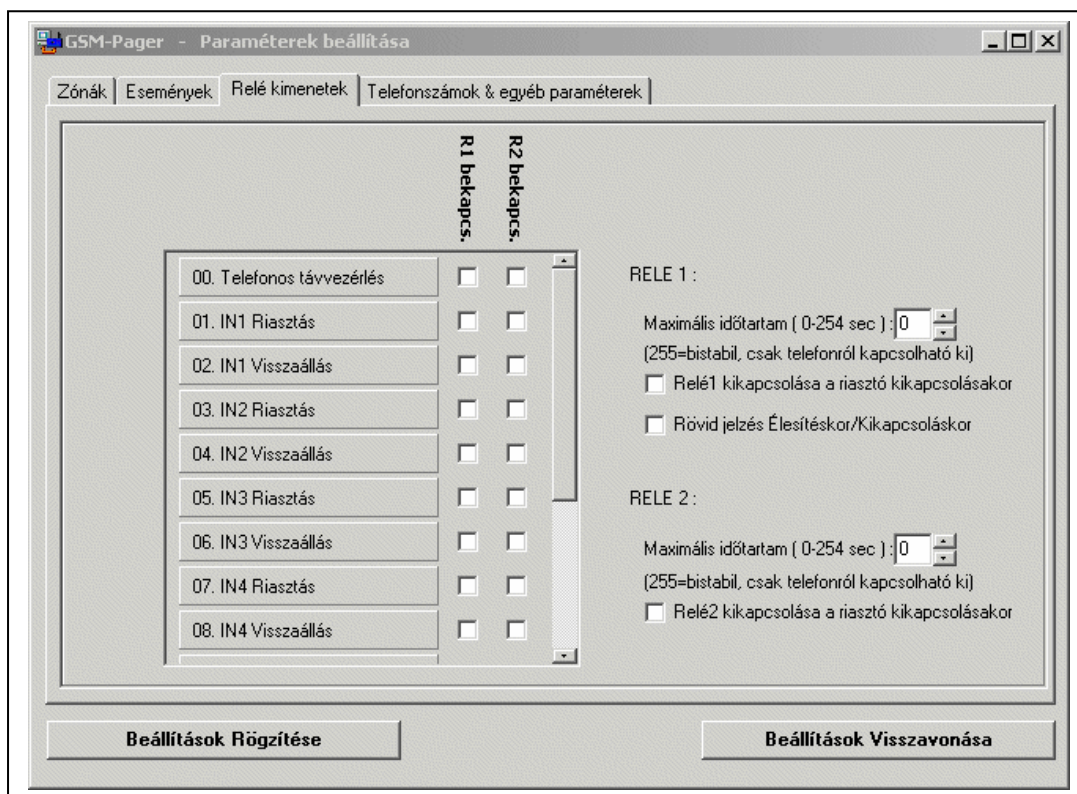 GSM-Pager - Paraméterek beállítása
Zónák
Események
Relé kimenetek
Telefonszámok & egyéb paraméterek
R1 bekapcs.
R2 bekapcs.
00. Telefonos távvezérlés
01. IN1 Riasztás
02. IN1 Visszaállás
03. IN2 Riasztás
04. IN2 Visszaállás
05. IN3 Riasztás
06. IN3 Visszaállás
07. IN4 Riasztás
08. IN4 Visszaállás
RELE 1 :
Maximális időtartam ( 0-254 sec ) : 0
(255=bistabil, csak telefonról kapcsolható ki)
Relé1 kikapcsolása a riasztó kikapcsolásakor
Rövid jelzés Élesítéskor/Kikapcsoláskor
RELE 2 :
Maximális időtartam ( 0-254 sec ) : 0
(255=bistabil, csak telefonról kapcsolható ki)
Relé2 kikapcsolása a riasztó kikapcsolásakor
Beállítások Rögzítése
Beállítások Visszavonása